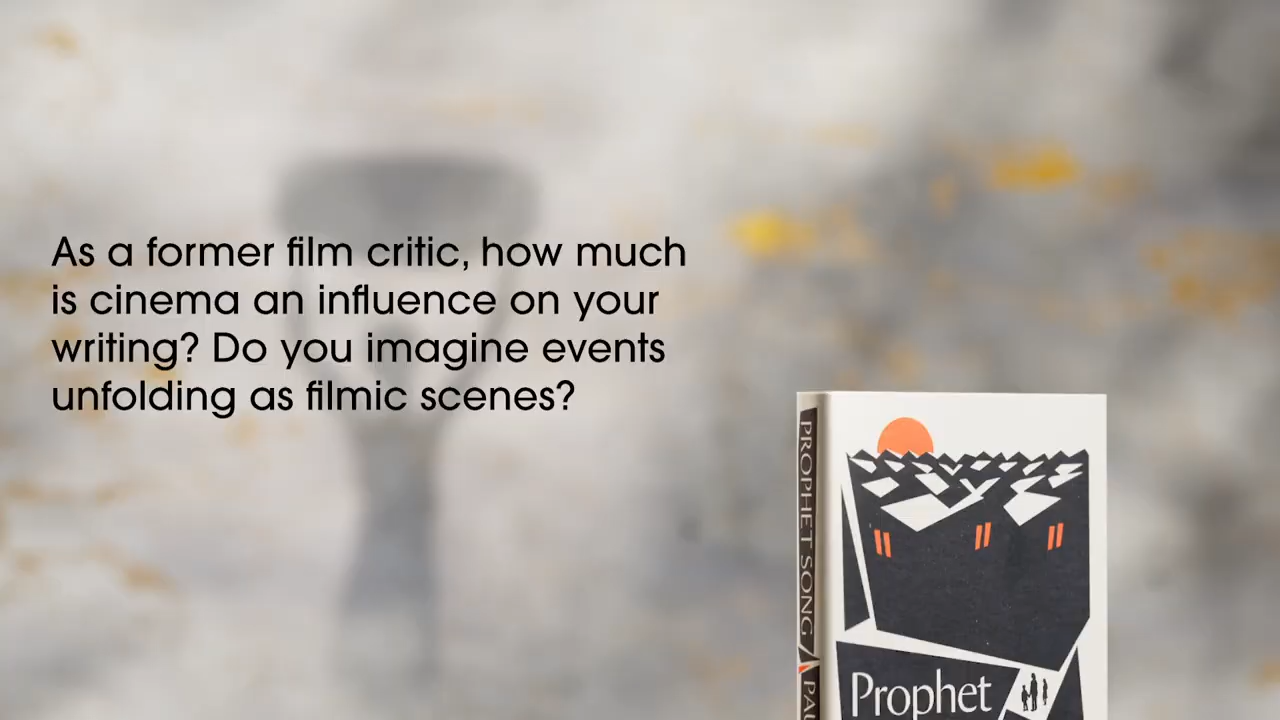 As a former film critic, how much
is cinema an influence on your
writing? Do you imagine events
unfolding as filmic scenes?
PROPHET SONG
PAU
Prophet